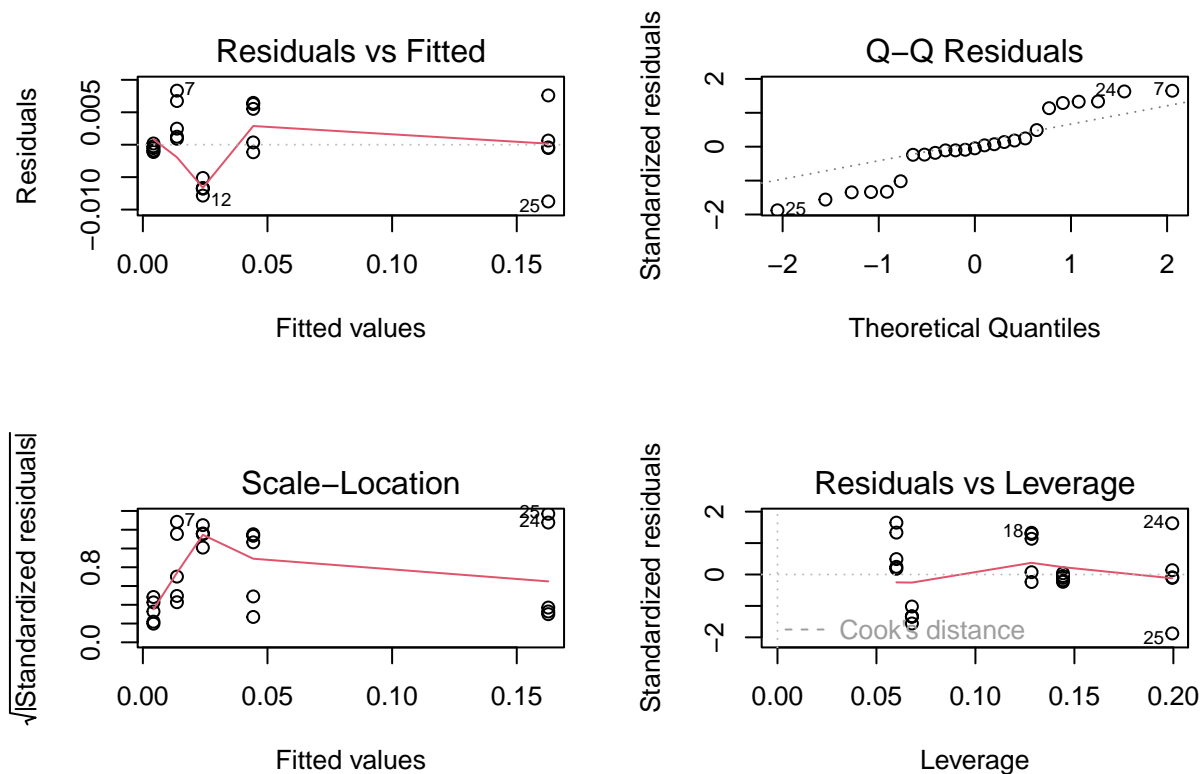 Residuals vs Fitted
Residuals
0.005
−0.010
7
12
25
0.00 0.05 0.10 0.15
Fitted values
Q−Q Residuals
Standardized residuals
2
0
−2
24
7
25
−2 −1 0 1 2
Theoretical Quantiles
Scale−Location
√|Standardized residuals|
0.8
0.0
7
25
24
0.00 0.05 0.10 0.15
Fitted values
Residuals vs Leverage
Standardized residuals
2
0
−2
18
24
25
Cook's distance
0.00 0.05 0.10 0.15 0.20
Leverage